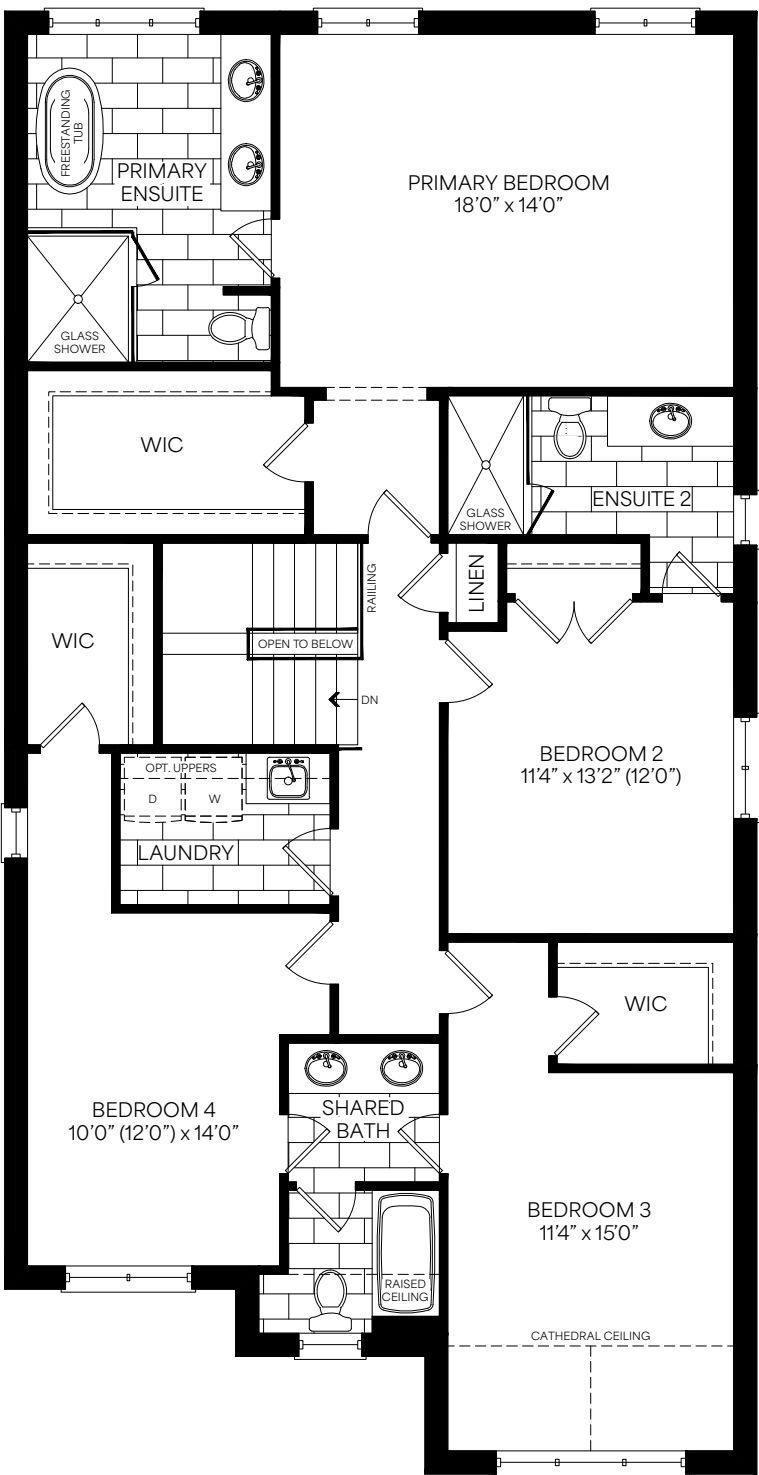 FREESTANDING
TUB
PRIMARY
ENSUITE
PRIMARY BEDROOM
18'0" x 14'0"
GLASS
SHOWER
WIC
ENSUITE 2
GLASS
SHOWER
LINEN
RAIILING
WIC
OPEN TO BELOW
DN
BEDROOM 2
11'4" x 13'2" (12'0")
OPT. UPPERS
D
W
LAUNDRY
WIC
BEDROOM 4
10'0" (12'0") x 14'0"
SHARED
BATH
BEDROOM 3
11'4" x 15'0"
RAISED
CEILING
CATHEDRAL CEILING